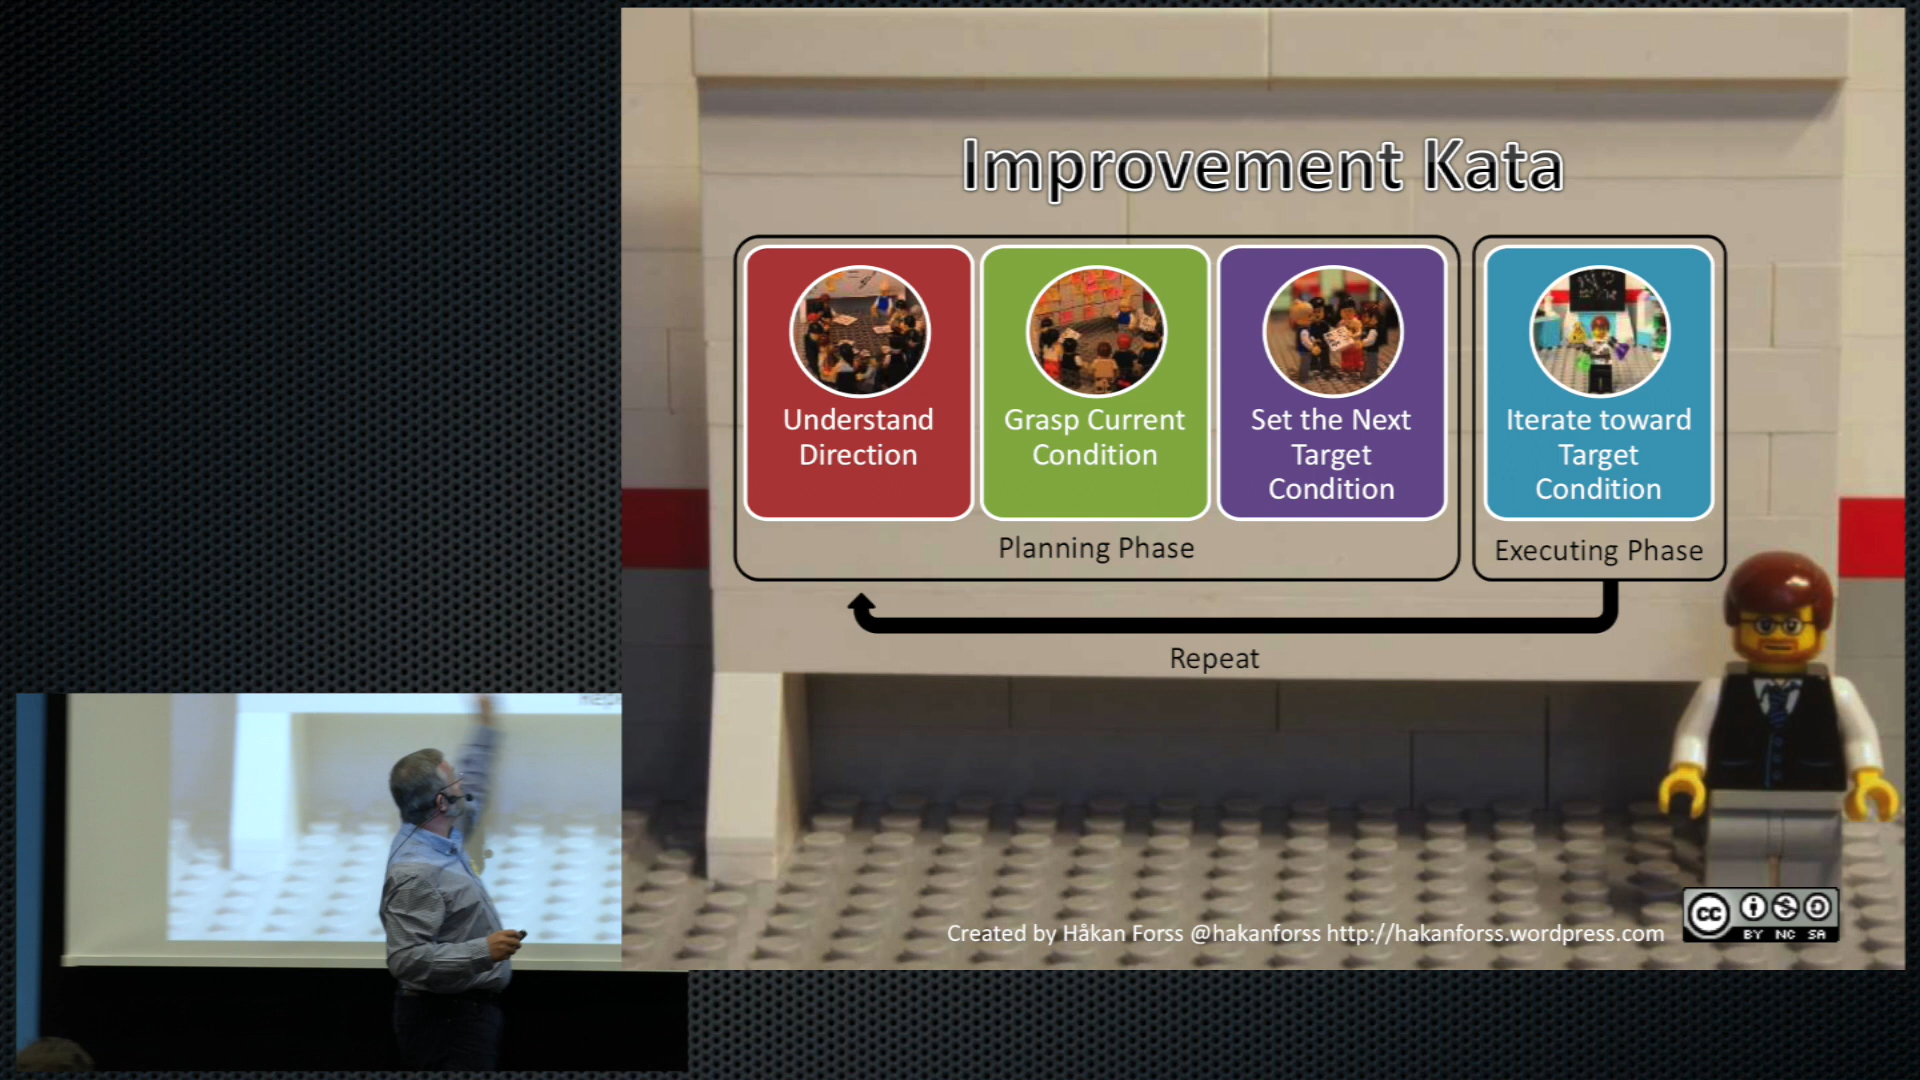 Improvement Kata
Understand
Direction
Grasp Current
Condition
Set the Next
Target
Condition
Iterate toward
Target
Condition
Planning Phase
Executing Phase
Repeat
Created by Håkan Forss @hakanforss http://hakanforss.wordpress.com
cc
BY NC SA